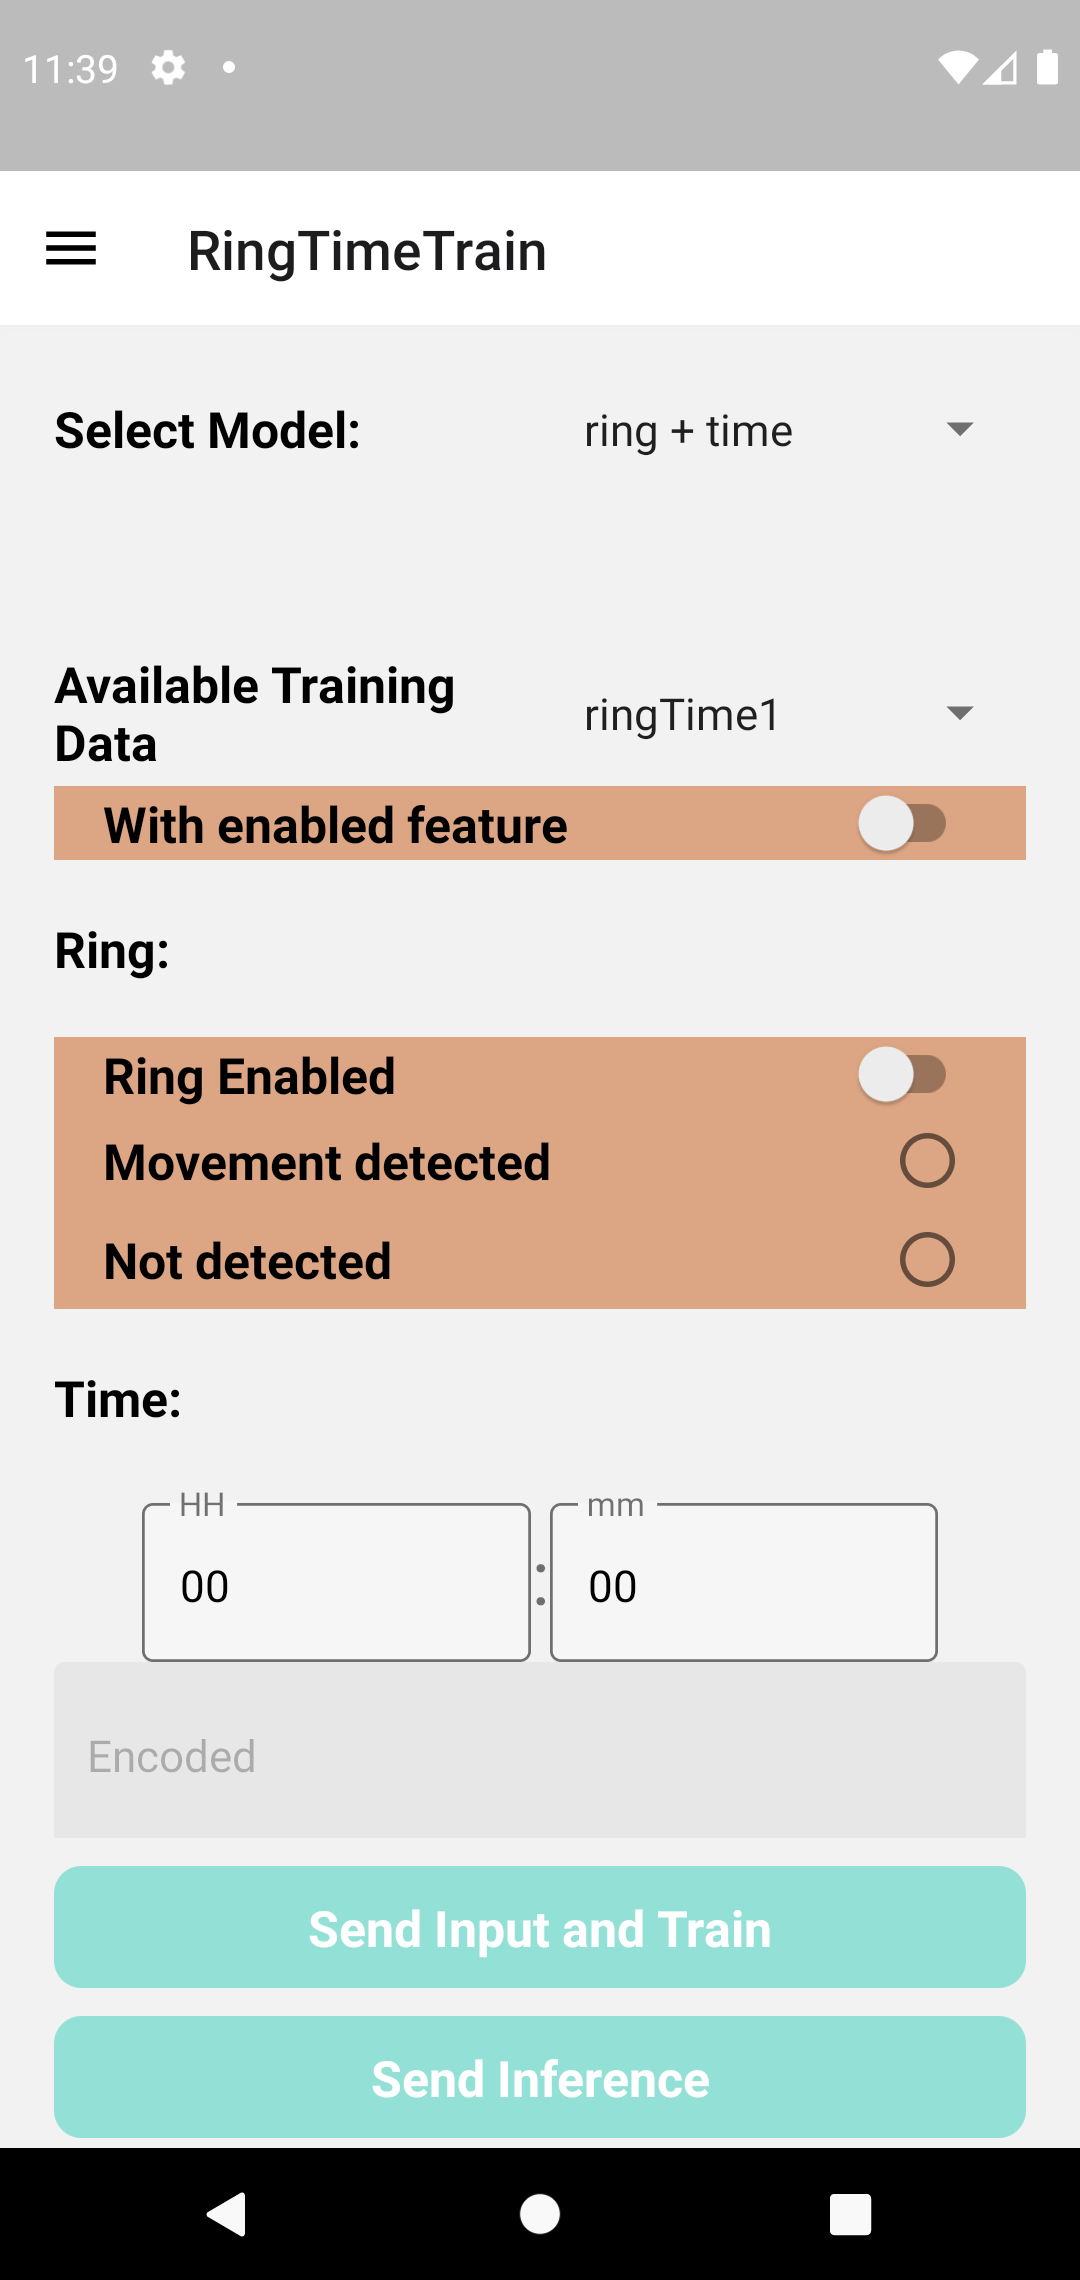 11:39
RingTimeTrain
Select Model:
ring + time
Available Training
Data
ringTime1
With enabled feature
Ring:
Ring Enabled
Movement detected
Not detected
Time:
HH
mm
00
:
00
Encoded
Send Input and Train
Send Inference